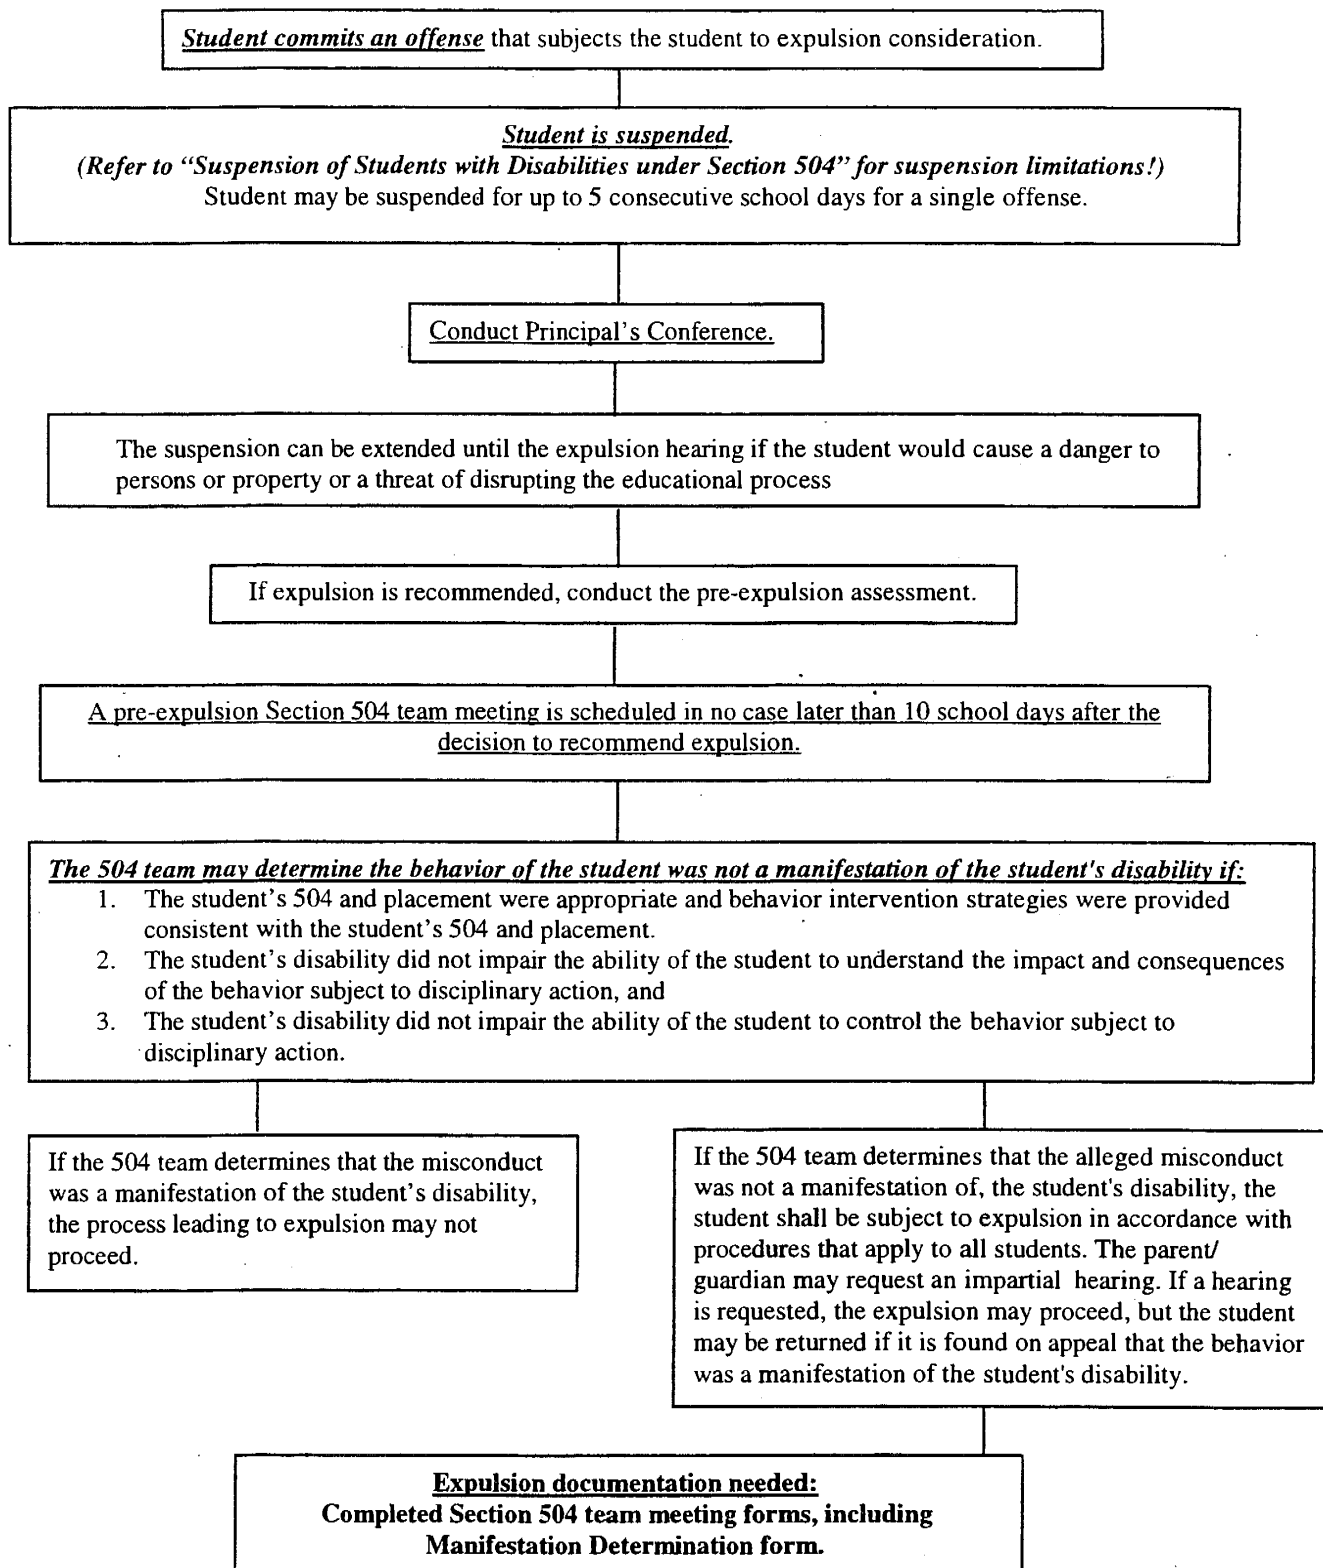 Student commits an offense that subjects the student to expulsion consideration.
Student is suspended.
(Refer to “Suspension of Students with Disabilities under Section 504” for suspension limitations!)
Student may be suspended for up to 5 consecutive school days for a single offense.
Conduct Principal’s Conference.
The suspension can be extended until the expulsion hearing if the student would cause a danger to
persons or property or a threat of disrupting the educational process
If expulsion is recommended, conduct the pre-expulsion assessment.
A pre-expulsion Section 504 team meeting is scheduled in no case later than 10 school days after the
decision to recommend expulsion.
The 504 team may determine the behavior of the student was not a manifestation of the student's disability if:
1. The student’s 504 and placement were appropriate and behavior intervention strategies were provided
consistent with the student’s 504 and placement.
2. The student’s disability did not impair the ability of the student to understand the impact and consequences
of the behavior subject to disciplinary action, and
3. The student’s disability did not impair the ability of the student to control the behavior subject to
disciplinary action.
If the 504 team determines that the misconduct
was a manifestation of the student’s disability,
the process leading to expulsion may not
proceed.
If the 504 team determines that the alleged misconduct
was not a manifestation of, the student's disability, the
student shall be subject to expulsion in accordance with
procedures that apply to all students. The parent/
guardian may request an impartial hearing. If a hearing
is requested, the expulsion may proceed, but the student
may be returned if it is found on appeal that the behavior
was a manifestation of the student's disability.
Expulsion documentation needed:
Completed Section 504 team meeting forms, including
Manifestation Determination form.